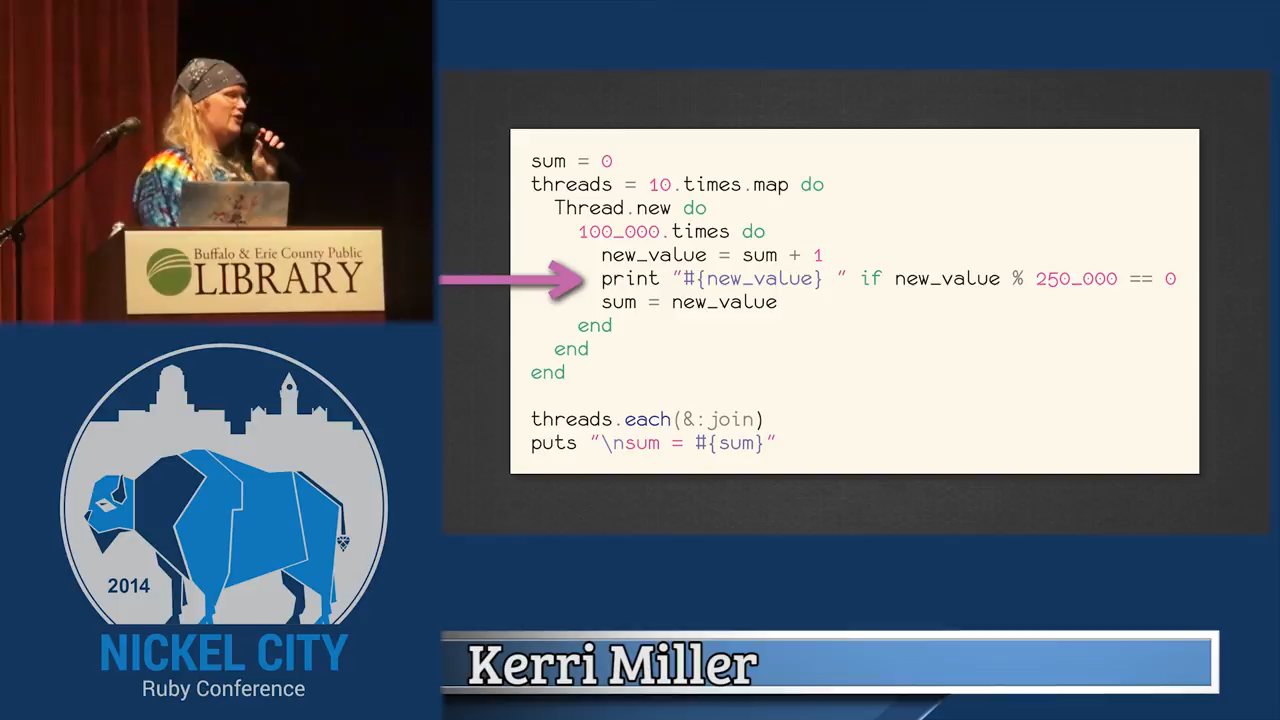 Buffalo & Erie County Public
LIBRARY
sum = 0
threads = 10.times.map do
  Thread.new do
    100_000.times do
      new_value = sum + 1
      print "#{new_value} " if new_value % 250_000 == 0
      sum = new_value
    end
  end
end
threads.each(&:join)
puts "\nsum = #{sum}"
2014
NICKEL CITY
Ruby Conference
Kerri Miller